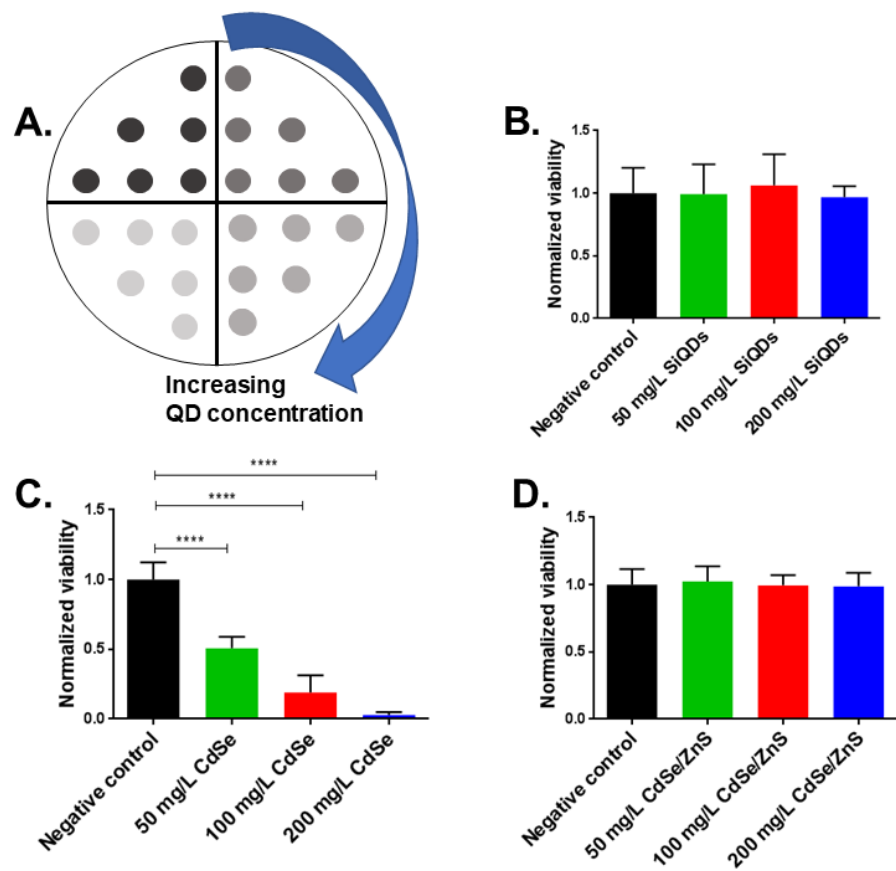 A.
Increasing
QD concentration
B.
Normalized viability
1.5
1.0
0.5
0.0
Negative control
50 mg/L SiQDs
100 mg/L SiQDs
200 mg/L SiQDs
C.
Normalized viability
1.5
1.0
0.5
0.0
****
****
****
Negative control
50 mg/L CdSe
100 mg/L CdSe
200 mg/L CdSe
D.
Normalized viability
1.5
1.0
0.5
0.0
Negative control
50 mg/L CdSe/ZnS
100 mg/L CdSe/ZnS
200 mg/L CdSe/ZnS